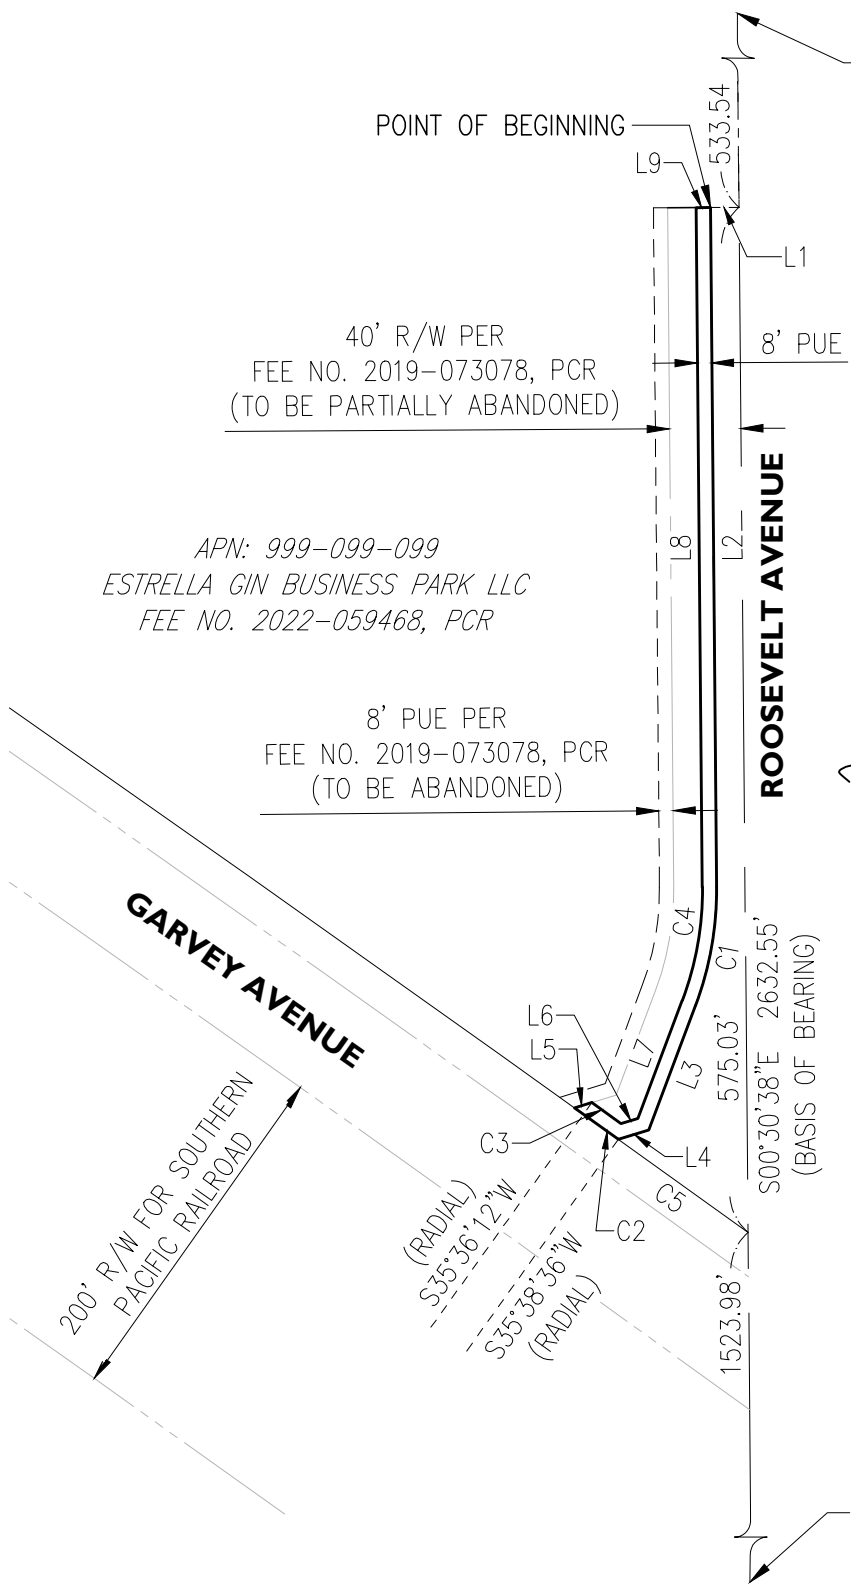 533.54
POINT OF BEGINNING
L9
L1
40' R/W PER
FEE NO. 2019-073078, PCR
(TO BE PARTIALLY ABANDONED)
8' PUE
APN: 999-099-099
ESTRELLA GIN BUSINESS PARK LLC
FEE NO. 2022-059468, PCR
L8
L2
ROOSEVELT AVENUE
8' PUE PER
FEE NO. 2019-073078, PCR
(TO BE ABANDONED)
GARVEY AVENUE
C4
C1
S00°30'38"E 2632.55'
(BASIS OF BEARING)
575.03'
L6
L5
L7
L3
C3
L4
C5
C2
200' R/W FOR SOUTHERN
PACIFIC RAILROAD
(RADIAL)
S35°36'12"W
S35°38'36"W
(RADIAL)
1523.98'